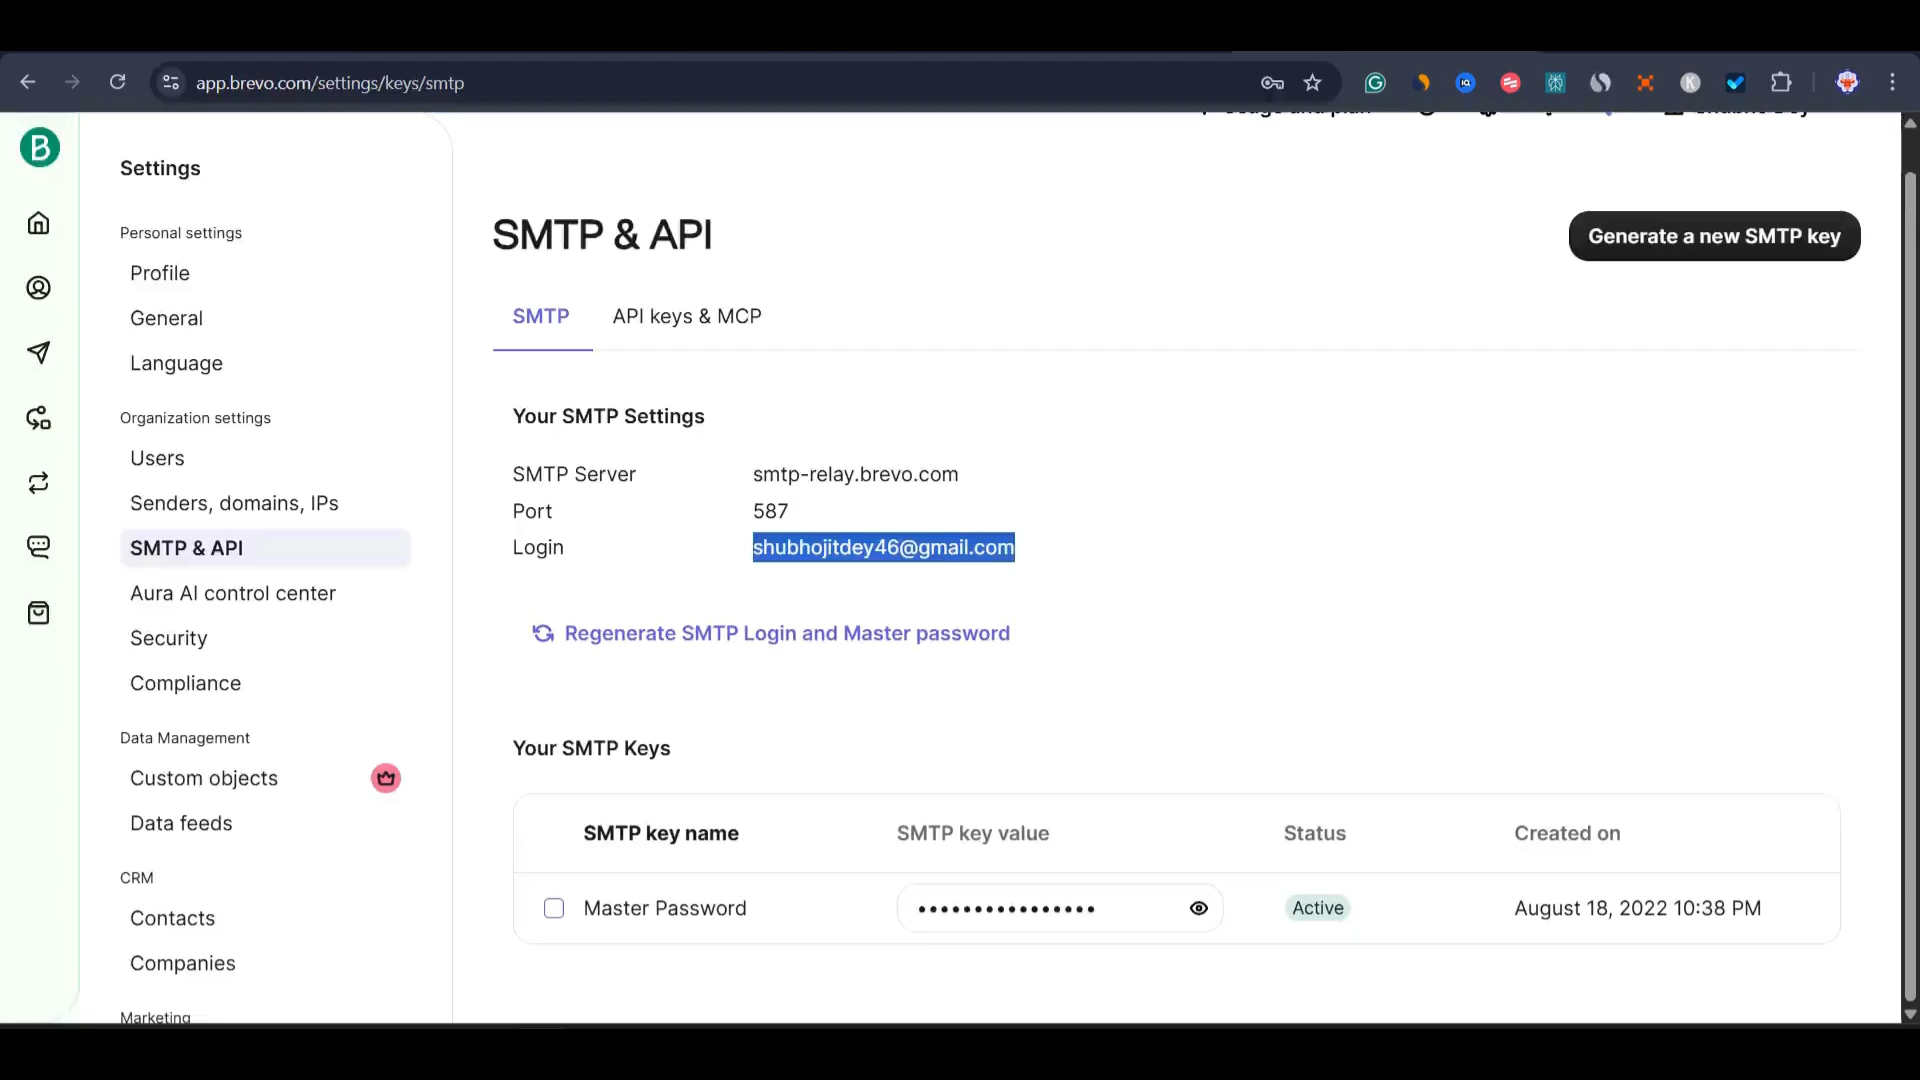 app.brevo.com/settings/keys/smtp
B
Settings
Personal settings
Profile
General
Language
Organization settings
Users
Senders, domains, IPs
SMTP & API
Aura AI control center
Security
Compliance
Data Management
Custom objects
Data feeds
CRM
Contacts
Companies
Marketing
SMTP & API
Generate a new SMTP key
SMTP
API keys & MCP
Your SMTP Settings
SMTP Server smtp-relay.brevo.com
Port 587
Login shubhojitdey46@gmail.com
Regenerate SMTP Login and Master password
Your SMTP Keys
SMTP key name SMTP key value Status Created on
Master Password •••••••••••••••• Active August 18, 2022 10:38 PM